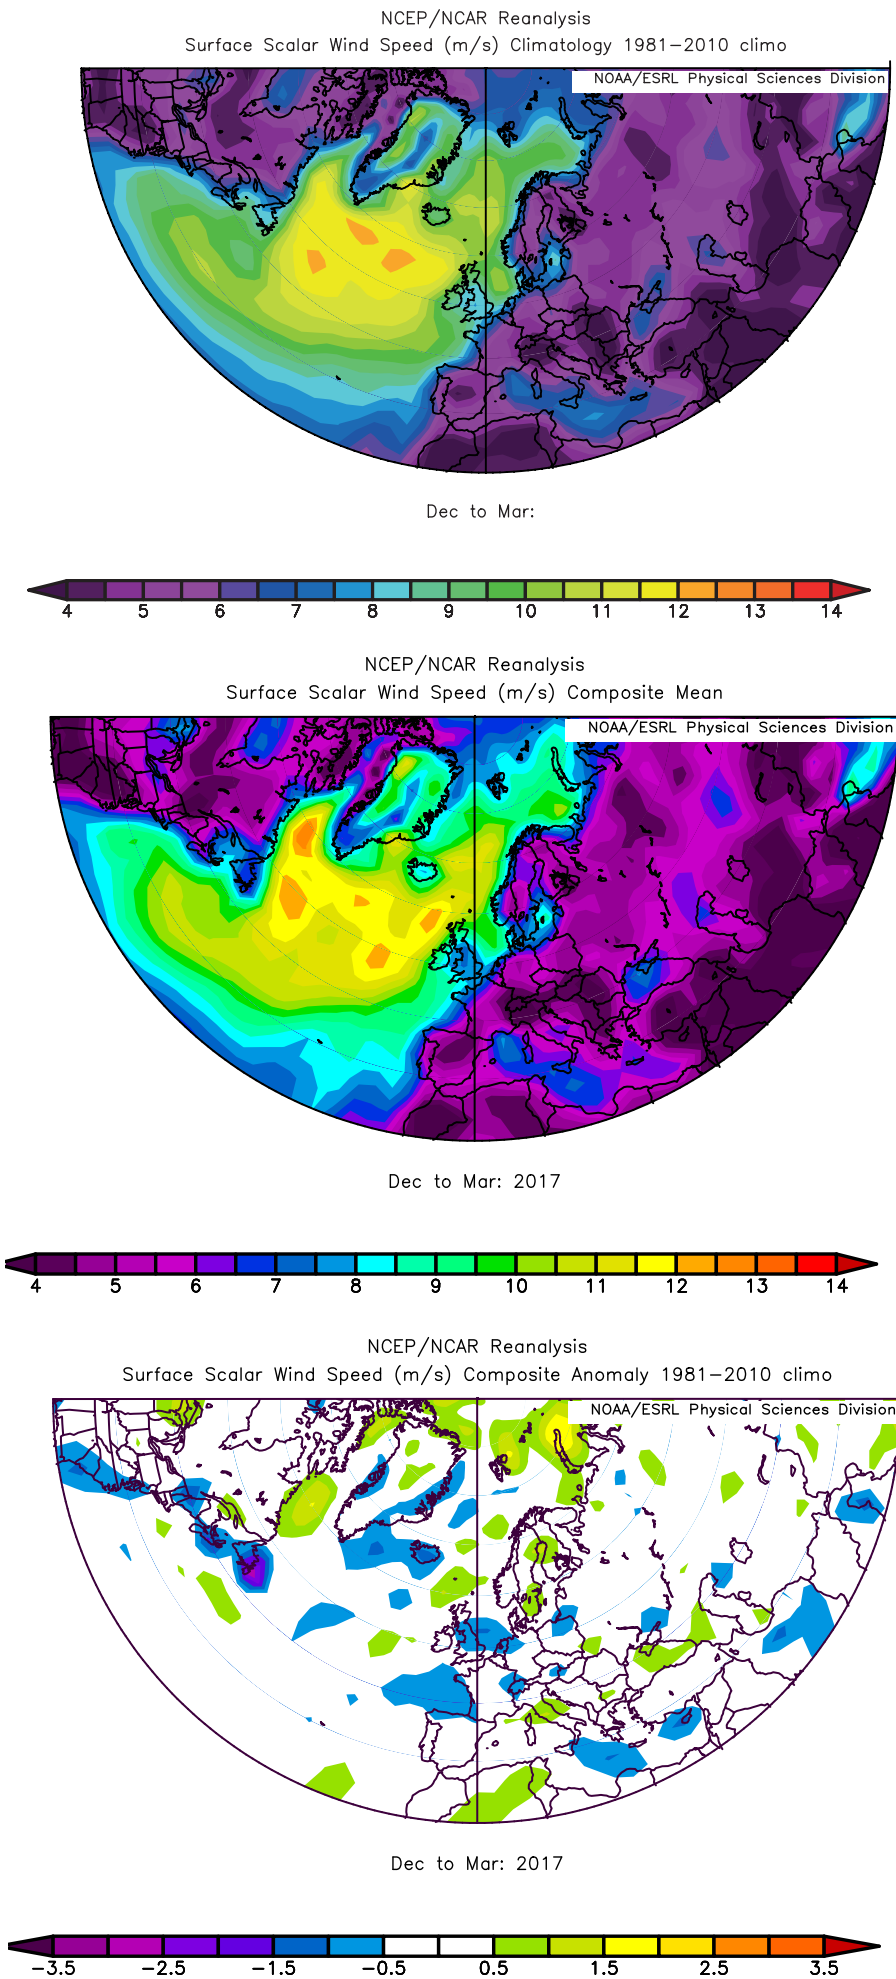 NCEP/NCAR Reanalysis
Surface Scalar Wind Speed (m/s) Climatology 1981−2010 climo
NOAA/ESRL Physical Sciences Division
Dec to Mar:
4 5 6 7 8 9 10 11 12 13 14
NCEP/NCAR Reanalysis
Surface Scalar Wind Speed (m/s) Composite Mean
NOAA/ESRL Physical Sciences Division
Dec to Mar: 2017
4 5 6 7 8 9 10 11 12 13 14
NCEP/NCAR Reanalysis
Surface Scalar Wind Speed (m/s) Composite Anomaly 1981−2010 climo
NOAA/ESRL Physical Sciences Division
Dec to Mar: 2017
−3.5 −2.5 −1.5 −0.5 0.5 1.5 2.5 3.5